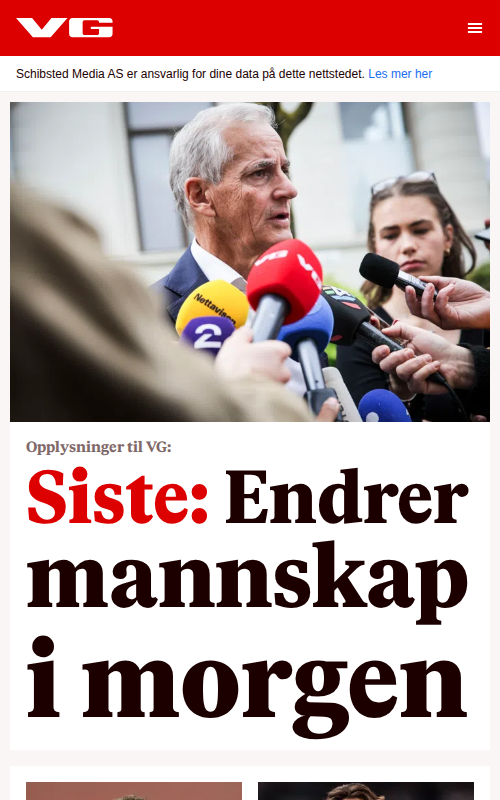 VG
Schibsted Media AS er ansvarlig for dine data på dette nettstedet. Les mer her
VG
Nettavisen
2
Opplysninger til VG:
Siste: Endrer
mannskap
i morgen